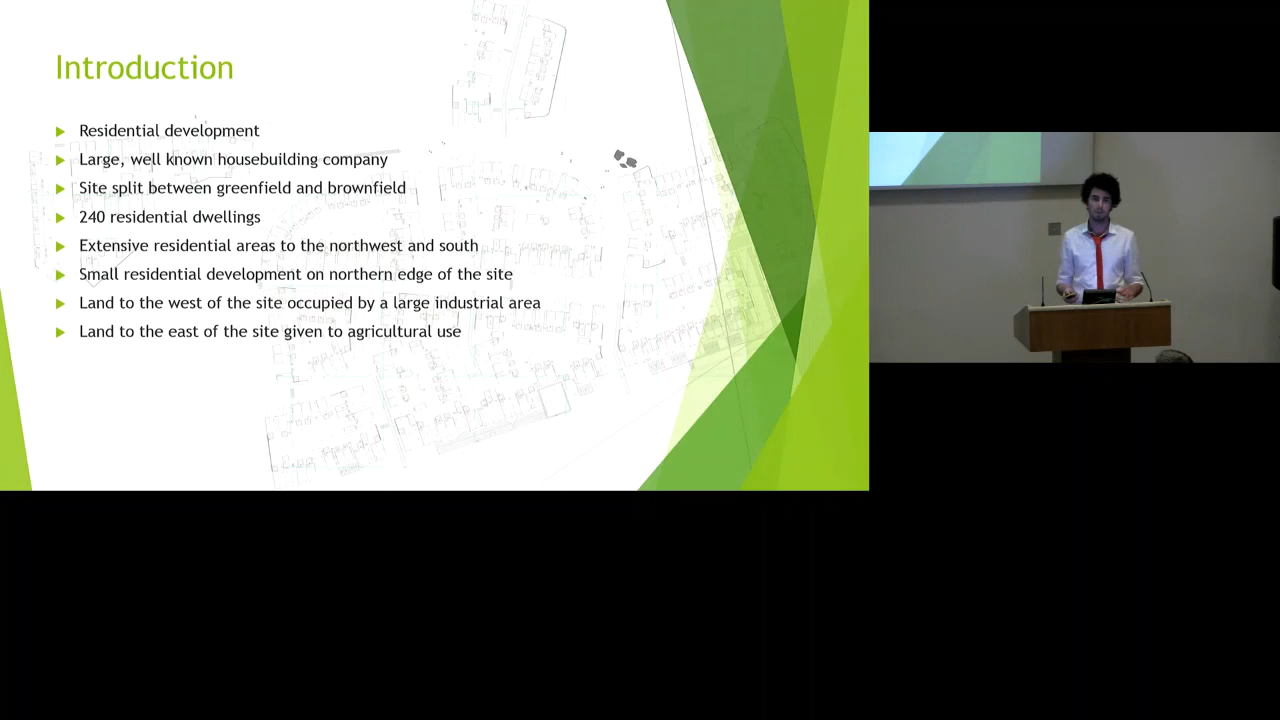 Introduction
Residential development
Large, well known housebuilding company
Site split between greenfield and brownfield
240 residential dwellings
Extensive residential areas to the northwest and south
Small residential development on northern edge of the site
Land to the west of the site occupied by a large industrial area
Land to the east of the site given to agricultural use